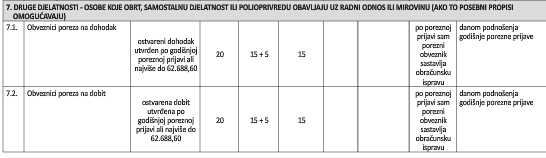 7. DRUGE DJELATNOSTI - OSOBE KOJE OBRT, SAMOSTALNU DJELATNOST ILI POLJOPRIVREDU OBAVLJAJU UZ RADNI ODNOS ILI MIROVINU (AKO TO POSEBNI PROPISI
OMOGUĆAVAJU)
7.1. Obveznici poreza na dohodak
ostvareni dohodak
utvrđen po godišnjoj
poreznoj prijavi ali
najviše do
62.688,60
20 15 + 5 15
po poreznoj
prijavi sam
porezni
obveznik
sastavlja
obračunsku
ispravu
danom podnošenja
godišnje porezne prijave
7.2. Obveznici poreza na dobit
ostvarena dobit
utvrđena po
godišnjoj poreznoj
prijavi ali najviše do
62.688,60
20 15 + 5 15
po poreznoj
prijavi sam
porezni
obveznik
sastavlja
obračunsku
ispravu
danom podnošenja
godišnje porezne prijave